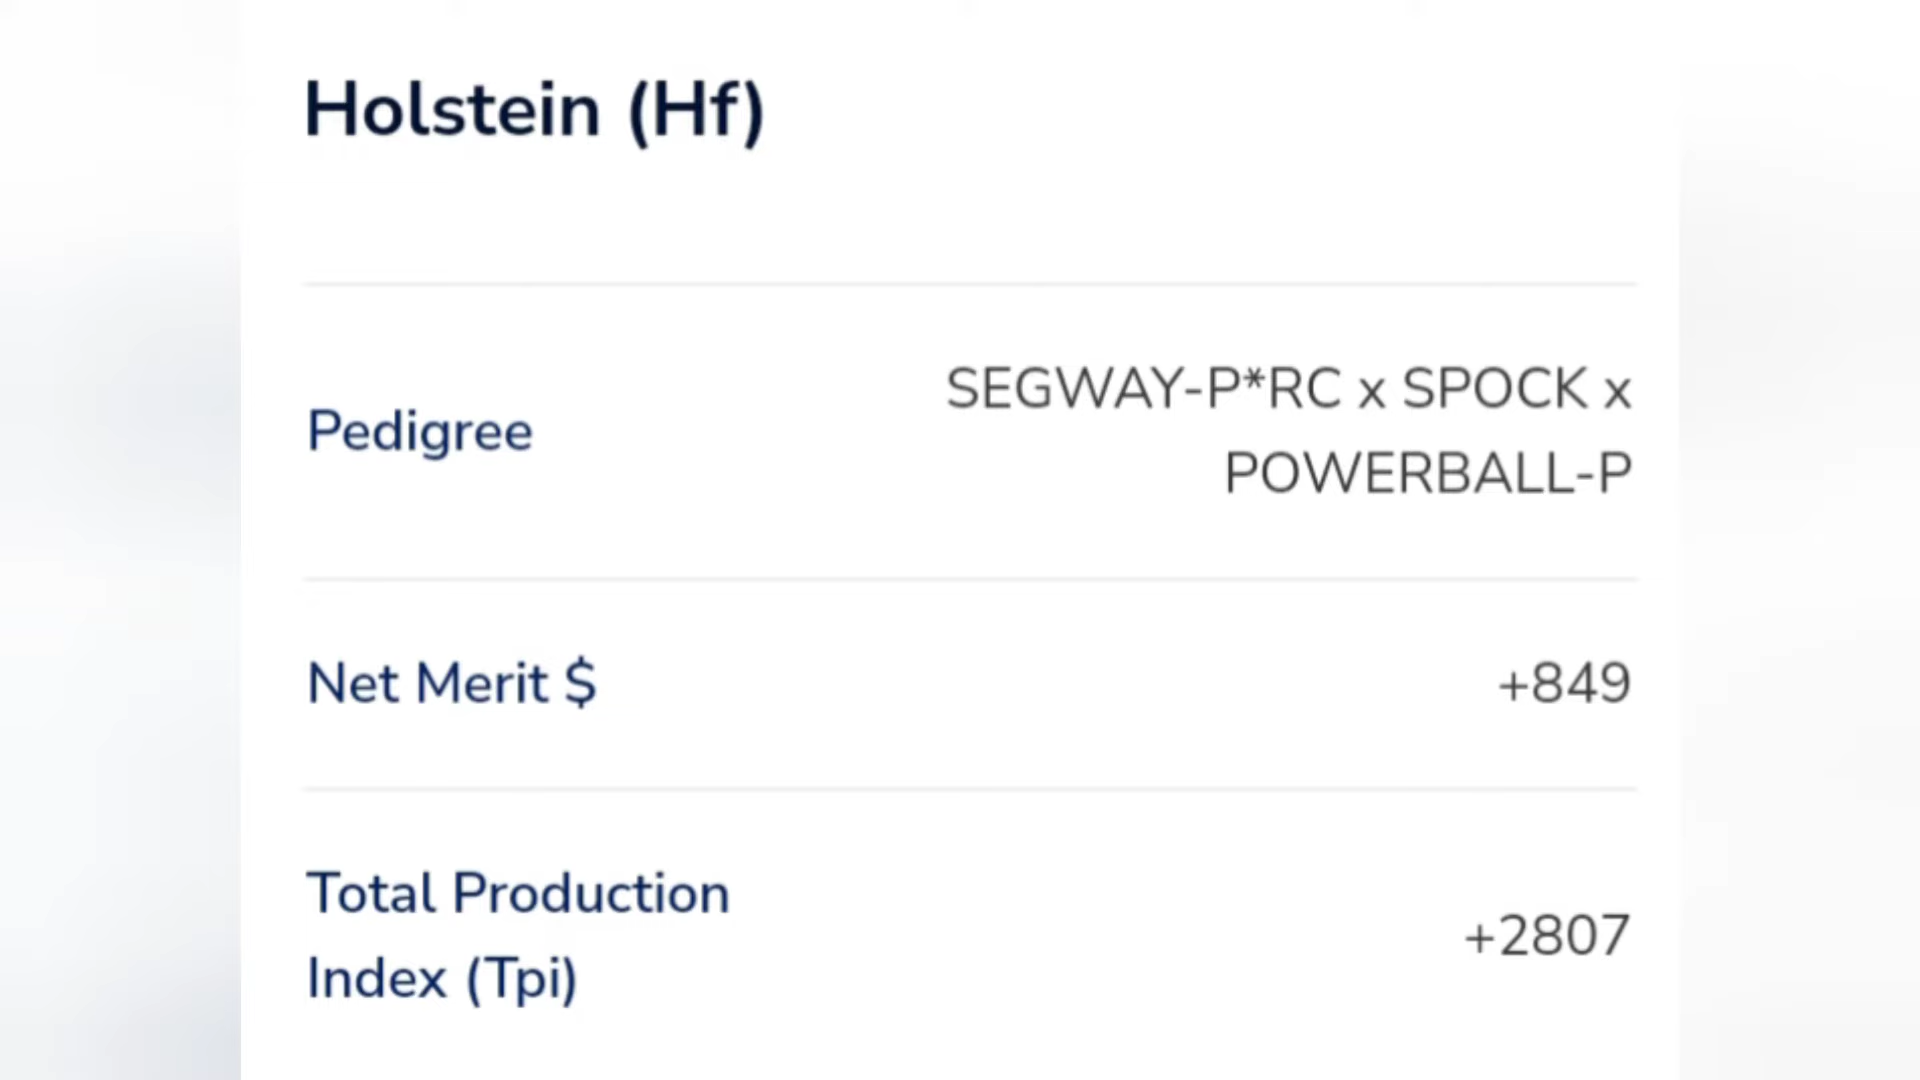 Holstein (Hf)
Pedigree
SEGWAY-P*RC x SPOCK x
POWERBALL-P
Net Merit $
+849
Total Production
Index (Tpi)
+2807